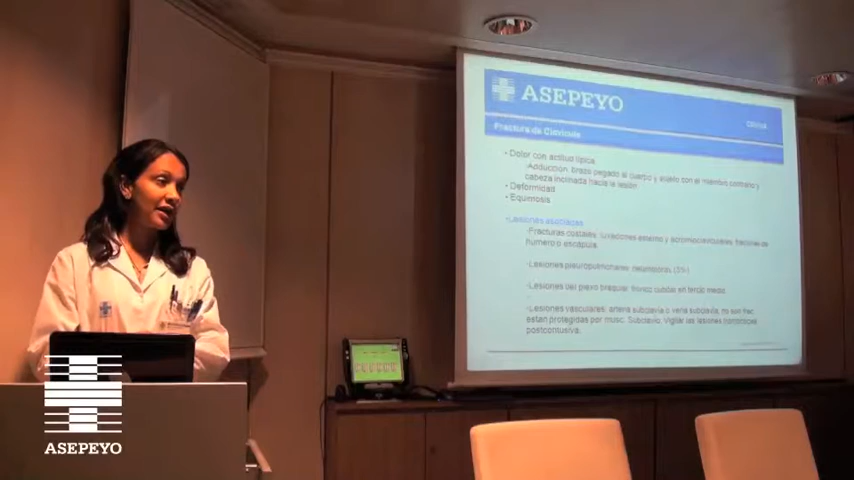 ASEPEYO
Fractura de Clavícula
• Dolor con actitud típica
-Adducción, brazo pegado al cuerpo y sujeto con el miembro contrario y
cabeza inclinada hacia la lesión
• Deformidad
• Equimosis
•Lesiones asociadas
-Fracturas costales, luxaciones esterno y acromioclaviculares, fracturas de
húmero o escápula.
-Lesiones pleuropulmonares: (3%)
-Lesiones del plexo braquial: tronco cubital en tercio medio.
-Lesiones vasculares: arteria subclavia o vena subclavia, no son frec
están protegidas por musc. Subclavio. Vigilar las lesiones
postcontusiva.
ASEPEYO